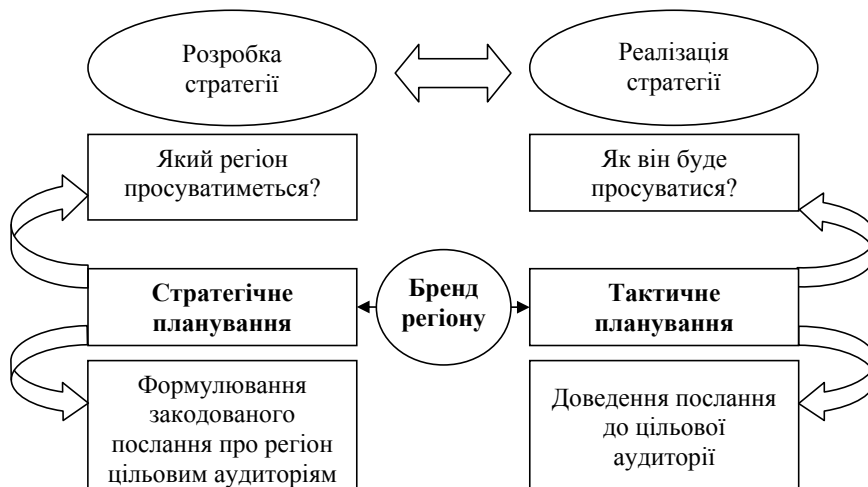 Розробка
стратегії
Реалізація
стратегії
Який регіон
просуватиметься?
Як він буде
просуватися?
Стратегічне
планування
Бренд
регіону
Тактичне
планування
Формулювання
закодованого
послання про регіон
цільовим аудиторіям
Доведення послання
до цільової
аудиторії